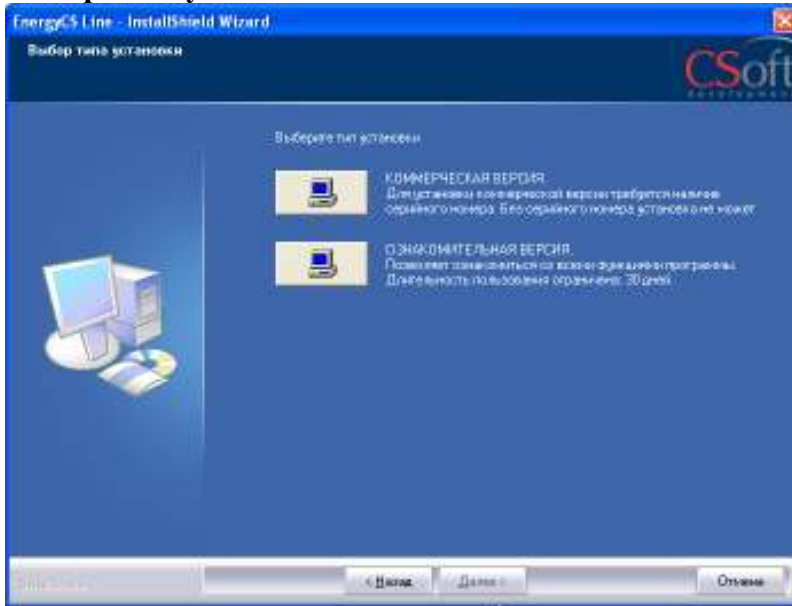 EnergyCS Line - InstallShield Wizard
Выбор типа установки
CSoft
development
Выберите тип установки
КОММЕРЧЕСКАЯ ВЕРСИЯ
Для установки коммерческой версии требуется наличие
серийного номера. Без серийного номера установка не может
ОЗНАКОМИТЕЛЬНАЯ ВЕРСИЯ
Позволяет ознакомиться со всеми функциями программы.
Длительность пользования ограничена: 30 дней
InstallShield
< Назад
Далее >
Отмена